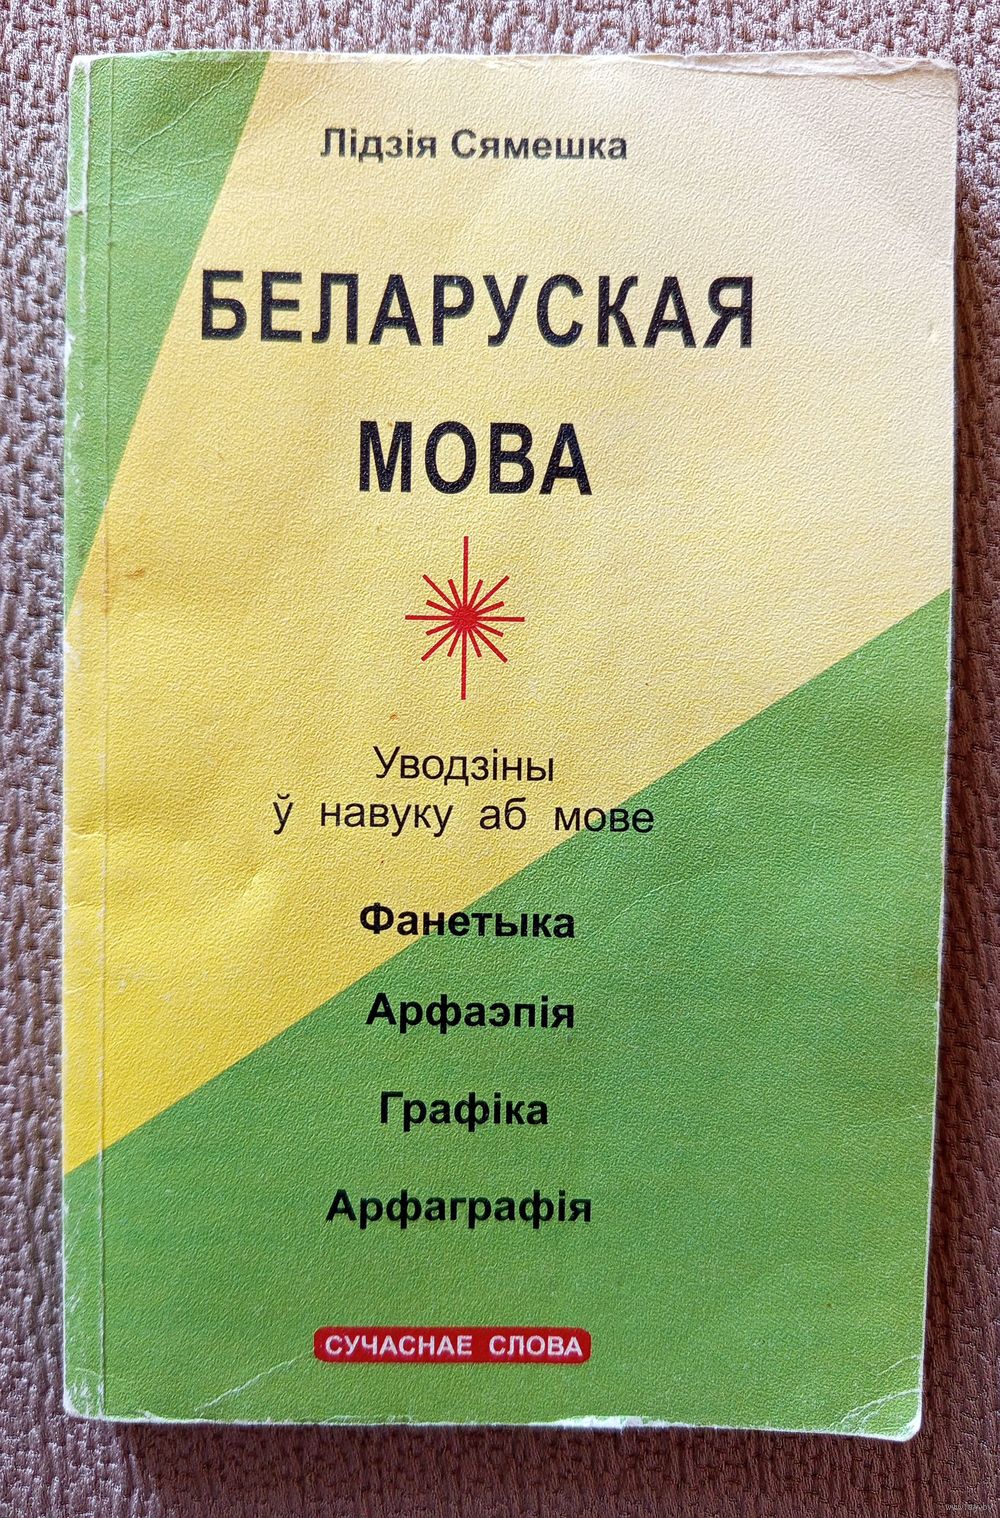 Лідзія Сямешка
БЕЛАРУСКАЯ
МОВА
Уводзіны
ў навуку аб мове
Фанетыка
Арфаэпія
Графіка
Арфаграфія
СУЧАСНАЕ СЛОВА